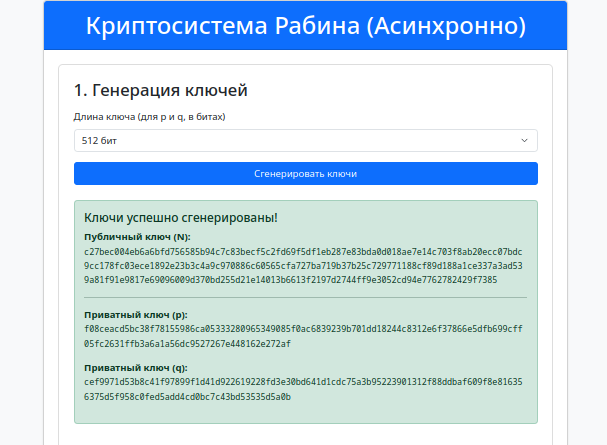 Криптосистема Рабина (Асинхронно)
1. Генерация ключей
Длина ключа (для p и q, в битах)
512 бит
Сгенерировать ключи
Ключи успешно сгенерированы!
Публичный ключ (N):
c27bec004eb6a6bfd756585b94c7c83becf5c2fd69f5df1eb287e83bda0d018ae7e14c703f8ab20ecc07bdc
9cc178fc03ece1892e23b3c4a9c970886c60565cfa727ba719b37b25c729771188cf89d188a1ce337a3ad53
9a81f91e9817e69096009d370bd255d21e14013b6613f2197d2744ff9e3052cd94e7762782429f7385
Приватный ключ (p):
f08ceacd5bc38f78155986ca05333280965349085f0ac6839239b701dd18244c8312e6f37866e5dfb699cff
05fc2631ffb3a6a1a56dc9527267e448162e272af
Приватный ключ (q):
cef9971d53b8c41f97899f1d41d922619228fd3e30bd641d1cdc75a3b95223901312f88ddbaf609f8e81635
6375d5f958c0fed5add4cd0bc7c43bd53535d5a0b